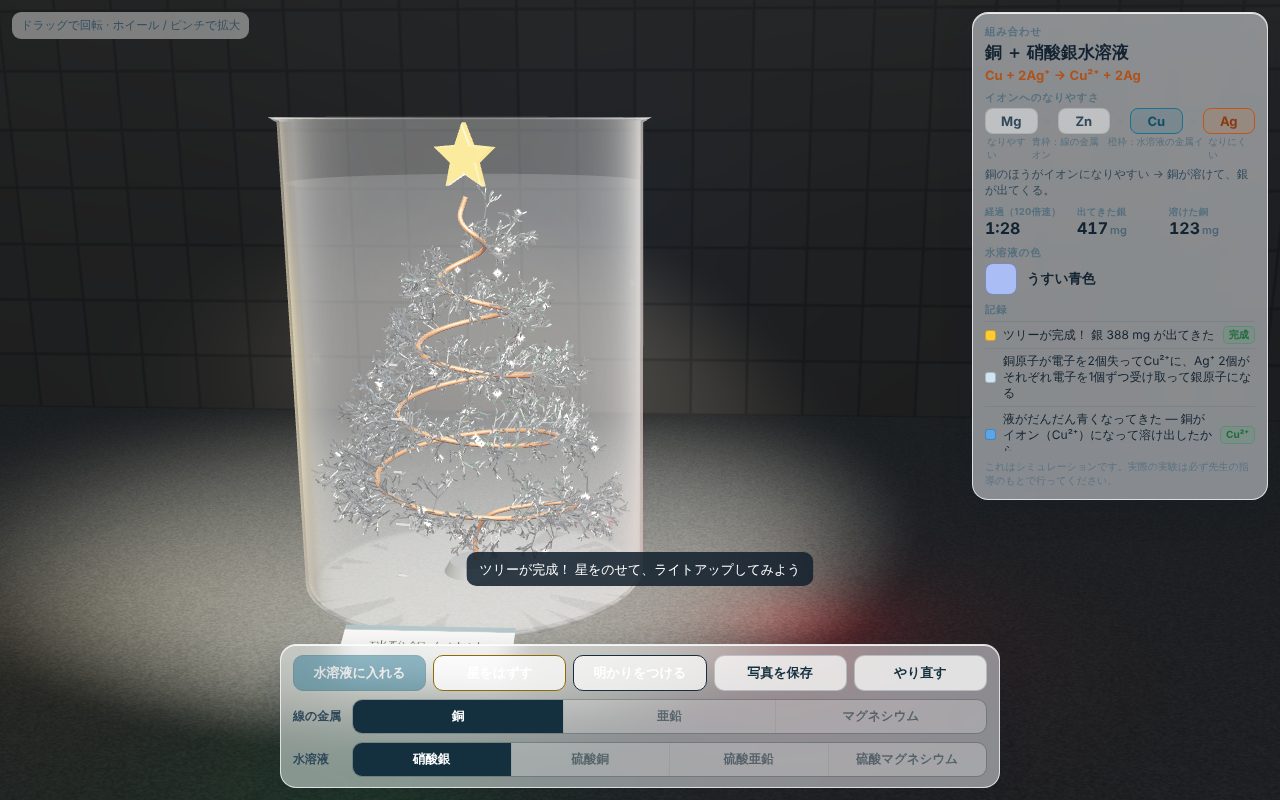 ドラッグで回転 · ホイール / ピンチで拡大
組み合わせ
銅 ＋ 硝酸銀水溶液
Cu + 2Ag⁺ → Cu²⁺ + 2Ag
イオンへのなりやすさ
Mg Zn Cu Ag
なりやすい 青枠：線の金属 橙枠：水溶液の金属イオン なりにくい
銅のほうがイオンになりやすい → 銅が溶けて、銀
が出てくる。
経過（120倍速） 出てきた銀 溶けた銅
1:28 417 mg 123 mg
水溶液の色
うすい青色
記録
ツリーが完成！ 銀 388 mg が出てきた 完成
銅原子が電子を2個失ってCu²⁺に、Ag⁺ 2個が
それぞれ電子を1個ずつ受け取って銀原子にな
る
液がだんだん青くなってきた — 銅が
イオン（Cu²⁺）になって溶け出したか Cu²⁺
これはシミュレーションです。実際の実験は必ず先生の指
導のもとで行ってください。
ツリーが完成！ 星をのせて、ライトアップしてみよう
水溶液に入れる 星をはずす 明かりをつける 写真を保存 やり直す
線の金属 銅 亜鉛 マグネシウム
水溶液 硝酸銀 硫酸銅 硫酸亜鉛 硫酸マグネシウム